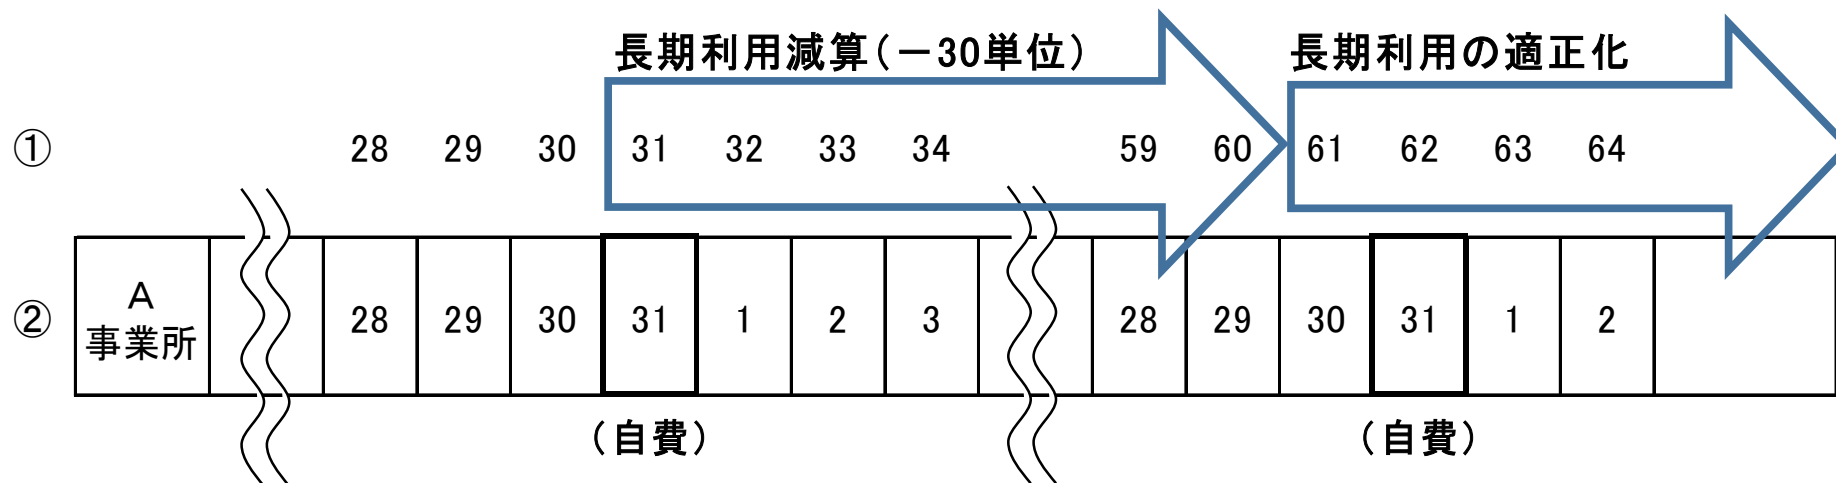 長期利用減算（－30単位） 長期利用の適正化
① 28 29 30 31 32 33 34 59 60 61 62 63 64
② A 事業所 28 29 30 31 1 2 3 28 29 30 31 1 2
（自費） （自費）